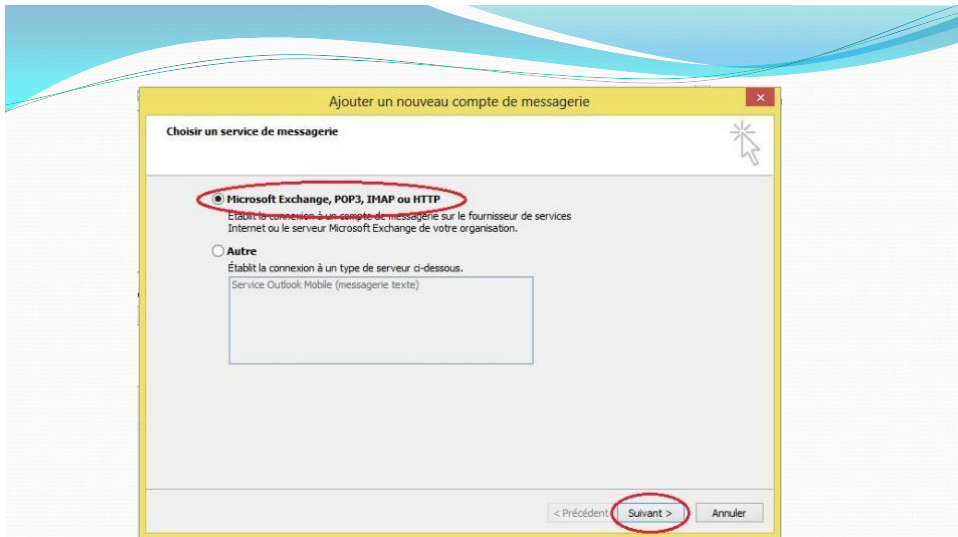 Ajouter un nouveau compte de messagerie
Choisir un service de messagerie
Microsoft Exchange, POP3, IMAP ou HTTP
Établit la connexion à un compte de messagerie sur le fournisseur de services
Internet ou le serveur Microsoft Exchange de votre organisation.
Autre
Établit la connexion à un type de serveur ci-dessous.
Service Outlook Mobile (messagerie texte)
< Précédent Suivant > Annuler